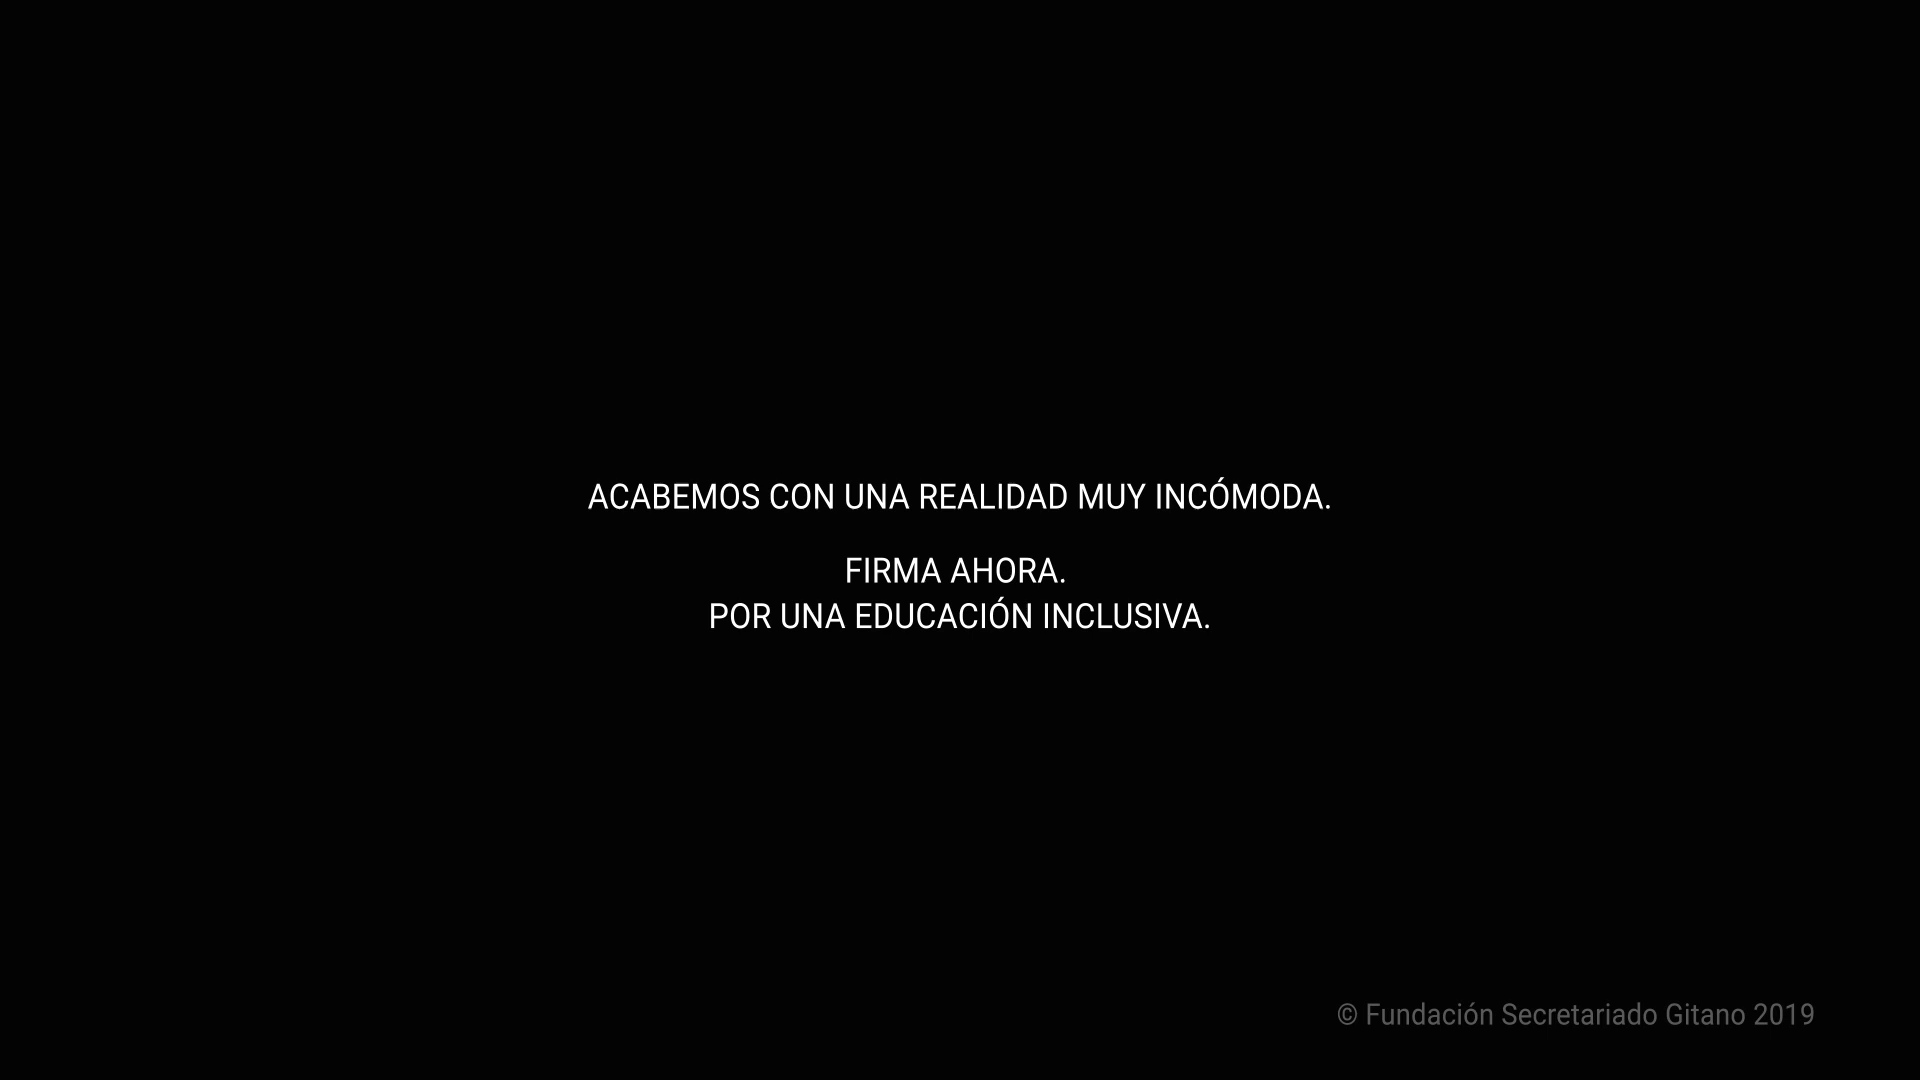 ACABEMOS CON UNA REALIDAD MUY INCÓMODA.
FIRMA AHORA.
POR UNA EDUCACIÓN INCLUSIVA.
© Fundación Secretariado Gitano 2019